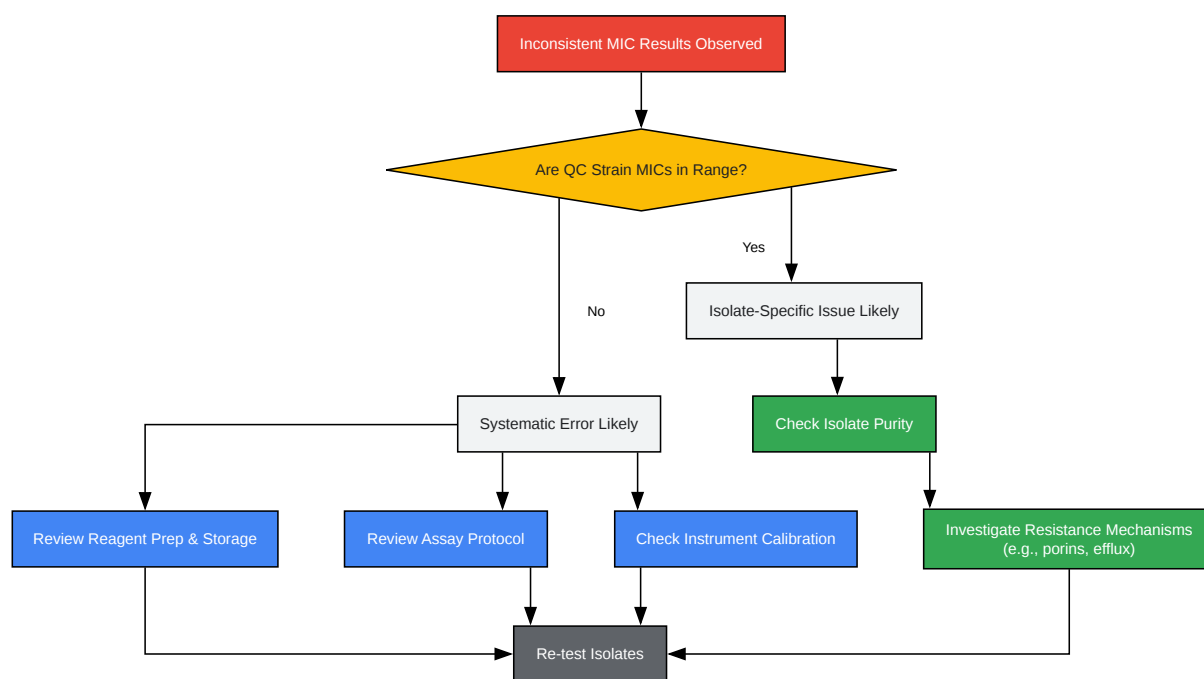 Inconsistent MIC Results Observed
Are QC Strain MICs in Range?
Yes
No
Isolate-Specific Issue Likely
Systematic Error Likely
Check Isolate Purity
Review Reagent Prep & Storage
Review Assay Protocol
Check Instrument Calibration
Investigate Resistance Mechanisms
(e.g., porins, efflux)
Re-test Isolates